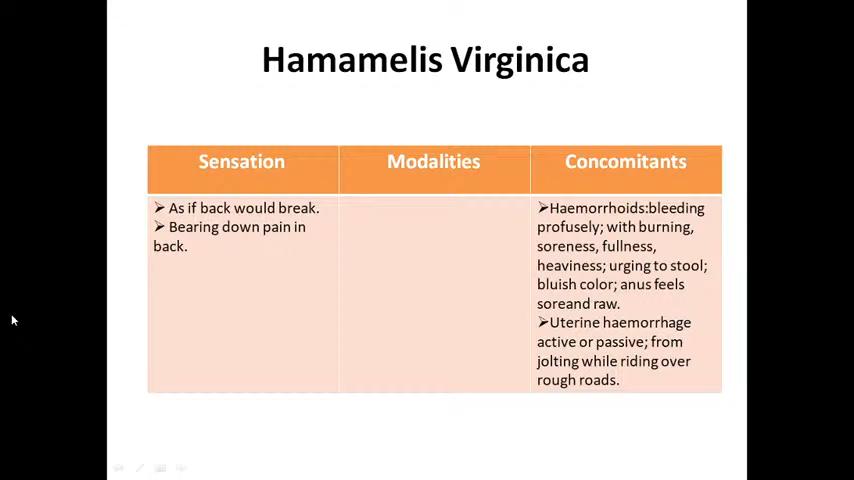 Hamamelis Virginica
Sensation
Modalities
Concomitants
➢ As if back would break.
➢ Bearing down pain in
back.
➢Haemorrhoids:bleeding
profusely; with burning,
soreness, fullness,
heaviness; urging to stool;
bluish color; anus feels
soreand raw.
➢Uterine haemorrhage
active or passive; from
jolting while riding over
rough roads.